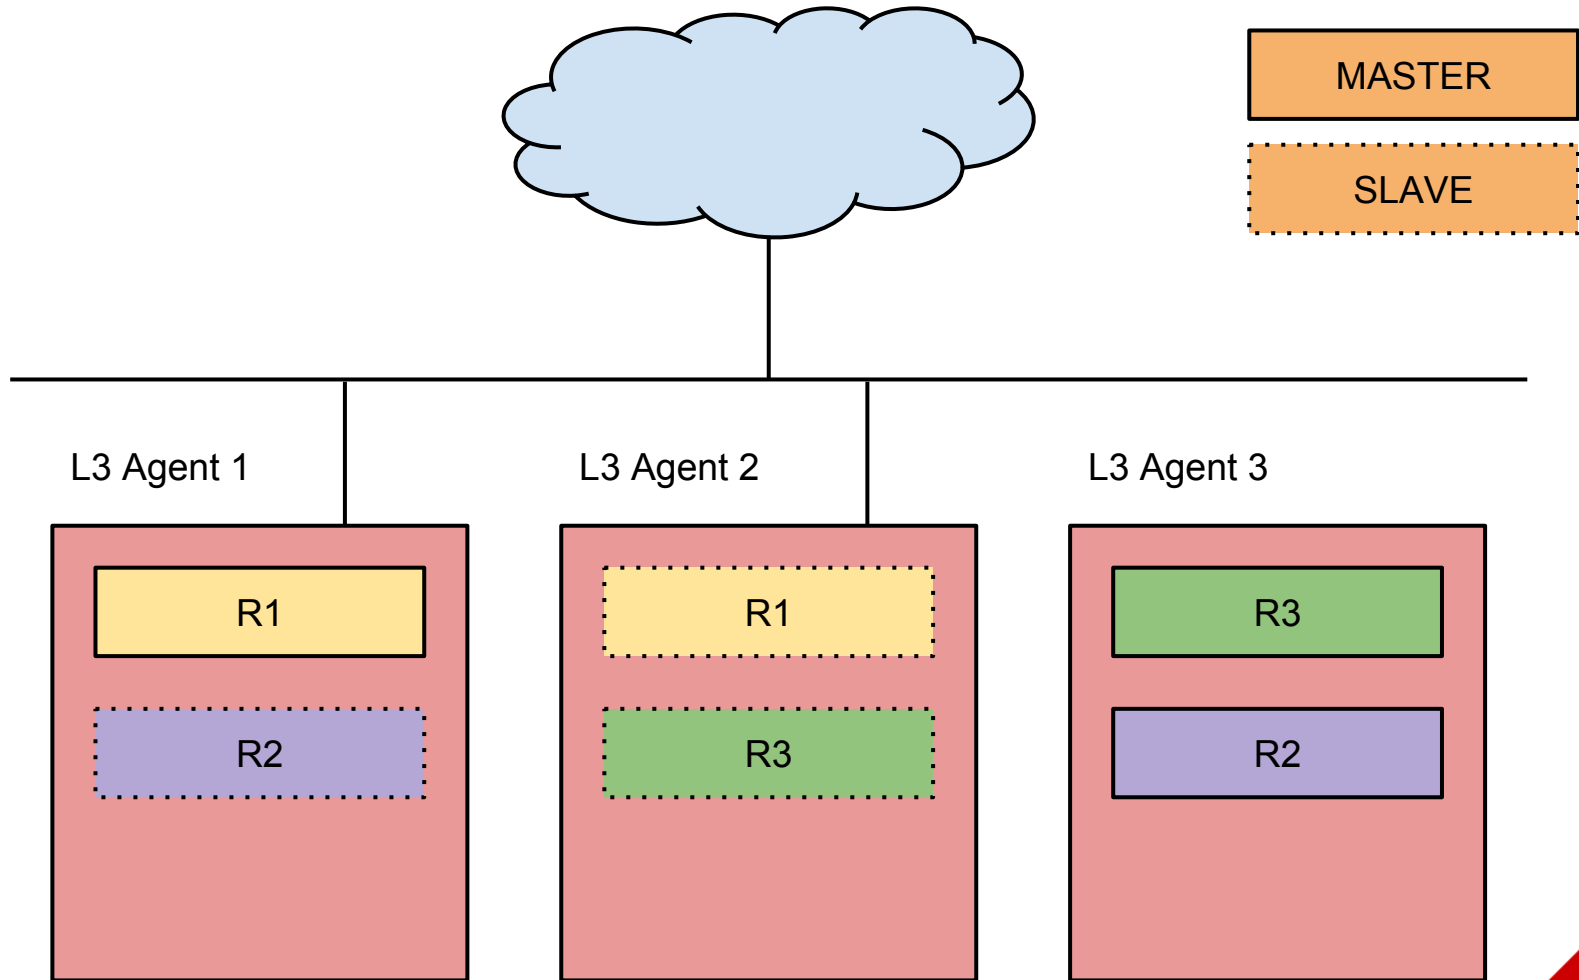 MASTER
SLAVE
L3 Agent 1
L3 Agent 2
L3 Agent 3
R1
R1
R3
R2
R3
R2